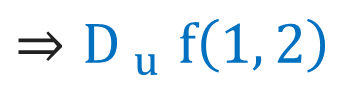 ⇒ D u f(1, 2)